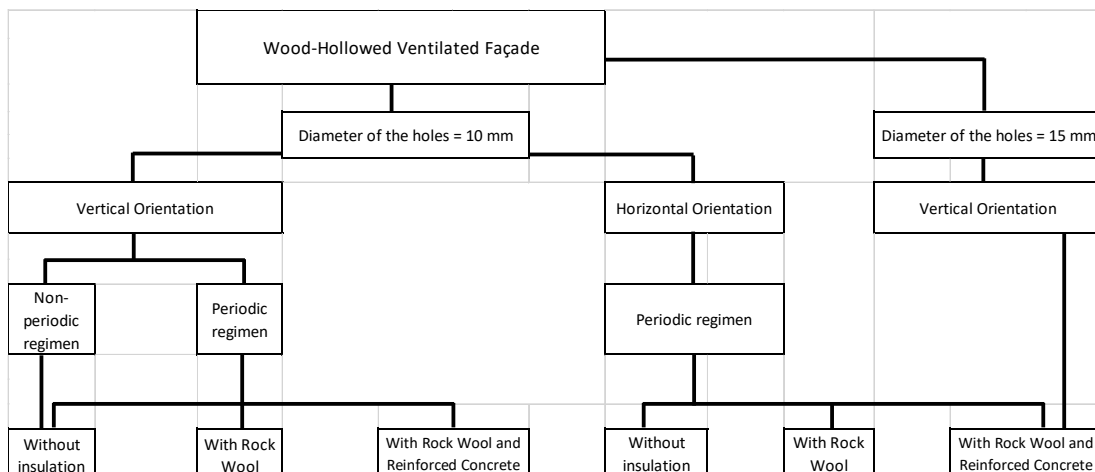 Wood-Hollowed Ventilated Façade
Diameter of the holes = 10 mm
Diameter of the holes = 15 mm
Vertical Orientation
Horizontal Orientation
Vertical Orientation
Non-
periodic
regimen
Periodic
regimen
Periodic regimen
Without
insulation
With Rock
Wool
With Rock Wool and
Reinforced Concrete
Without
insulation
With Rock
Wool
With Rock Wool and
Reinforced Concrete